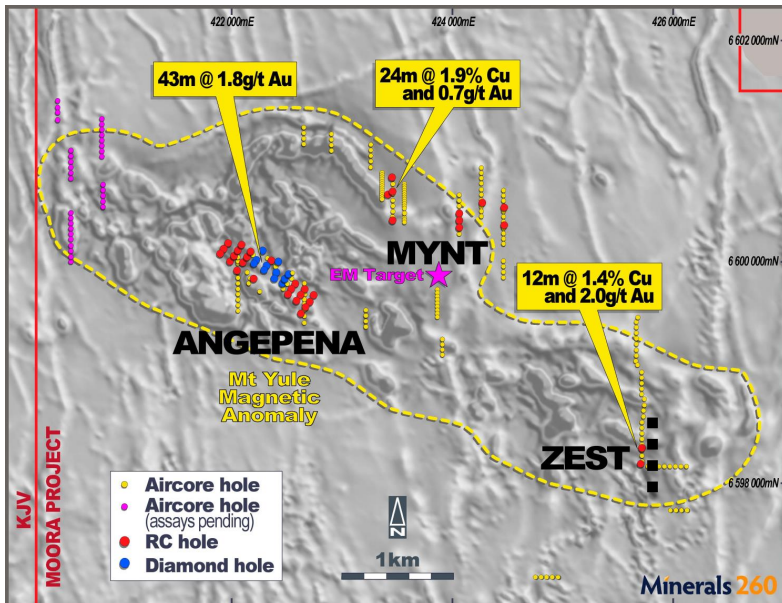 422 000mE
424 000mE
426 000mE
6 602 000mN
43m @ 1.8g/t Au
24m @ 1.9% Cu
and 0.7g/t Au
MYNT
EM Target
6 600 000mN
12m @ 1.4% Cu
and 2.0g/t Au
ANGEPENA
Mt Yule
Magnetic
Anomaly
ZEST
6 598 000mN
KJV
MOORA PROJECT
Aircore hole
Aircore hole
(assays pending)
RC hole
Diamond hole
N
1km
Minerals 260